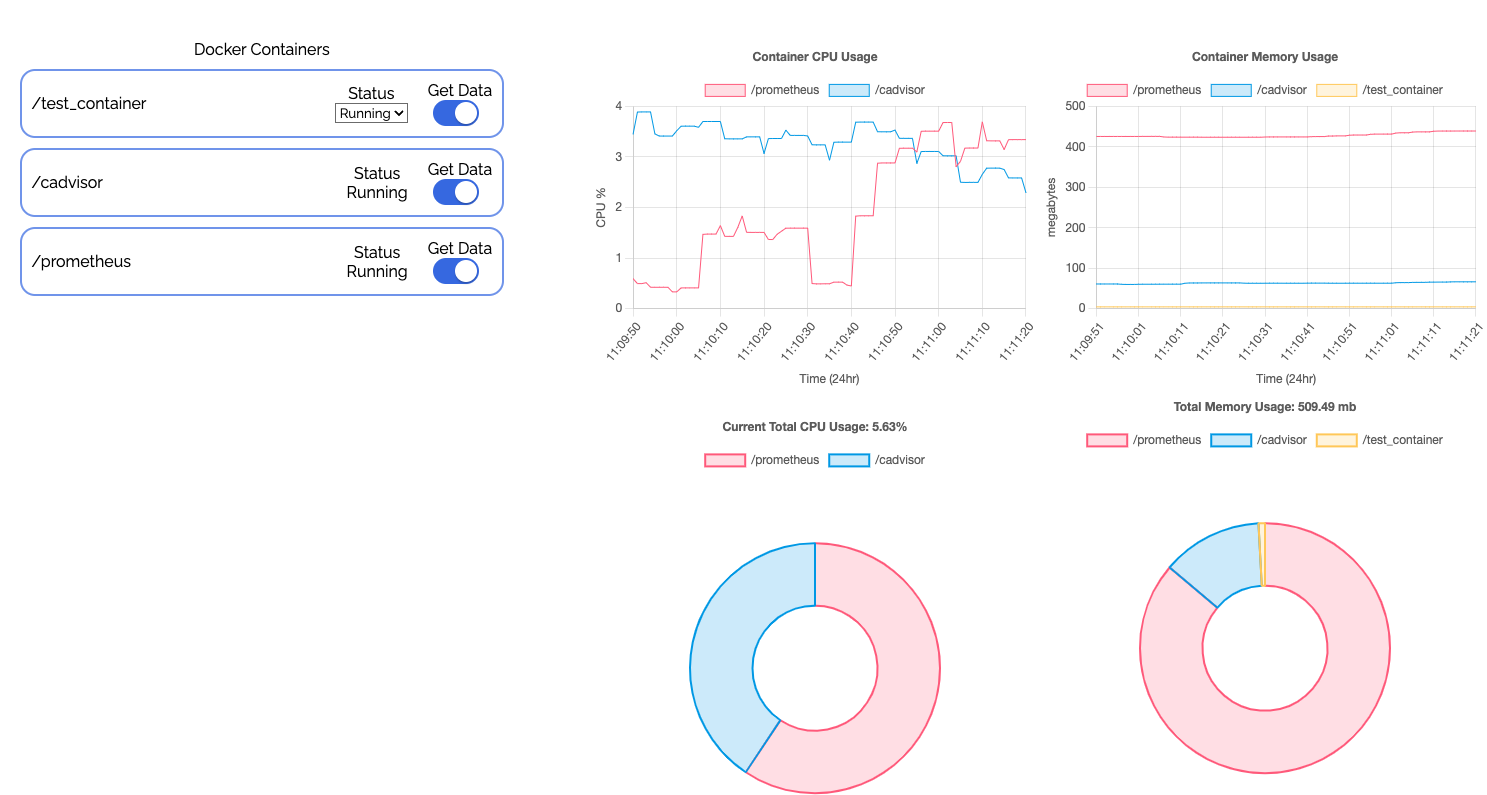 Docker Containers
/test_container
Status
Running
Get Data
/cadvisor
Status
Running
Get Data
/prometheus
Status
Running
Get Data
Container CPU Usage
/prometheus /cadvisor
4
3
2
1
0
CPU %
11:09:50 11:10:00 11:10:10 11:10:20 11:10:30 11:10:40 11:10:50 11:11:00 11:11:10 11:11:20
Time (24hr)
Container Memory Usage
/prometheus /cadvisor /test_container
500
400
300
200
100
0
megabytes
11:09:51 11:10:01 11:10:11 11:10:21 11:10:31 11:10:41 11:10:51 11:11:01 11:11:11 11:11:21
Time (24hr)
Current Total CPU Usage: 5.63%
/prometheus /cadvisor
Total Memory Usage: 509.49 mb
/prometheus /cadvisor /test_container